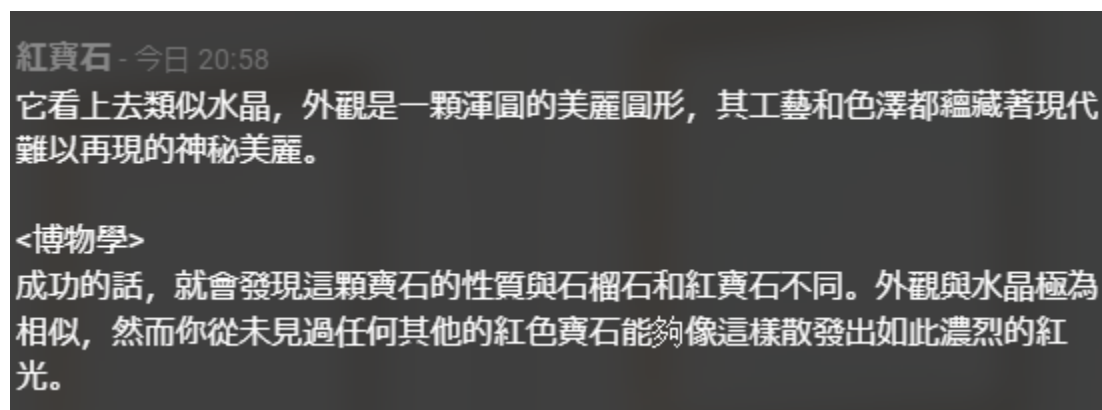 紅寶石 - 今日 20:58
它看上去類似水晶，外觀是一顆渾圓的美麗圓形，其工藝和色澤都蘊藏著現代
難以再現的神秘美麗。
<博物學>
成功的話，就會發現這顆寶石的性質與石榴石和紅寶石不同。外觀與水晶極為
相似，然而你從未見過任何其他的紅色寶石能夠像這樣散發出如此濃烈的紅
光。